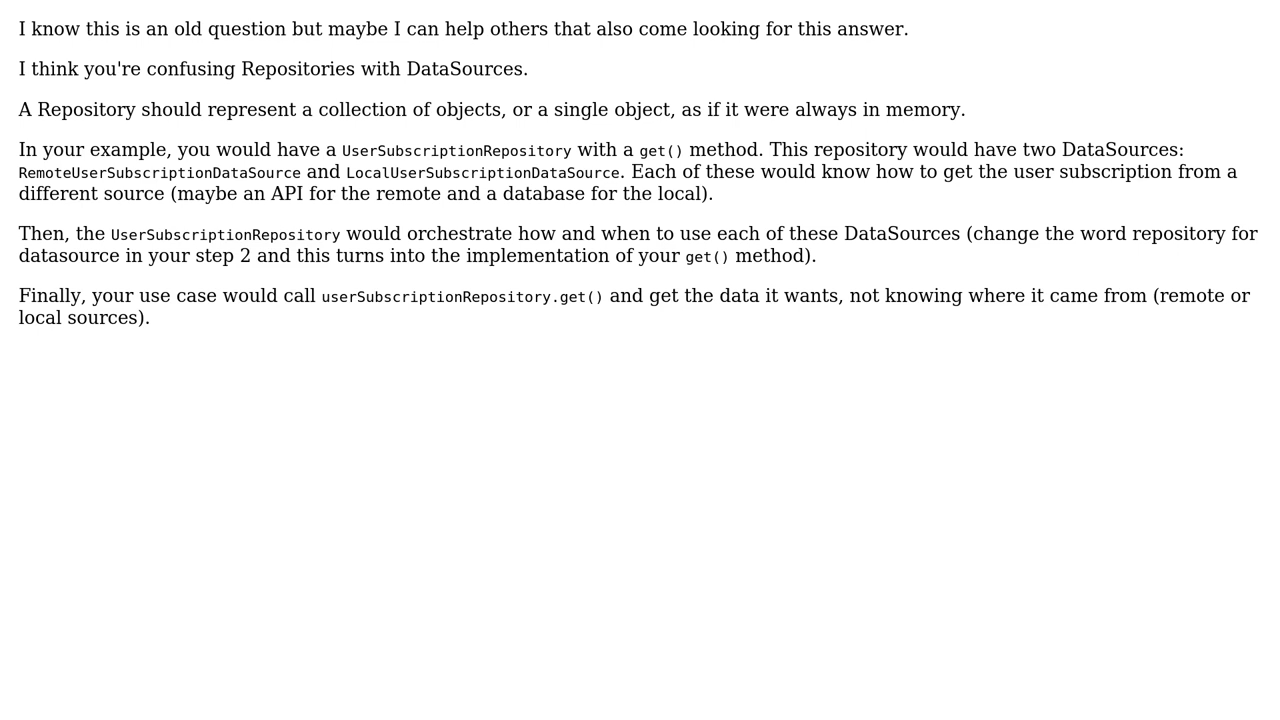 I know this is an old question but maybe I can help others that also come looking for this answer.
I think you're confusing Repositories with DataSources.
A Repository should represent a collection of objects, or a single object, as if it were always in memory.
In your example, you would have a UserSubscriptionRepository with a get() method. This repository would have two DataSources:
RemoteUserSubscriptionDataSource and LocalUserSubscriptionDataSource. Each of these would know how to get the user subscription from a
different source (maybe an API for the remote and a database for the local).
Then, the UserSubscriptionRepository would orchestrate how and when to use each of these DataSources (change the word repository for
datasource in your step 2 and this turns into the implementation of your get() method).
Finally, your use case would call userSubscriptionRepository.get() and get the data it wants, not knowing where it came from (remote or
local sources).